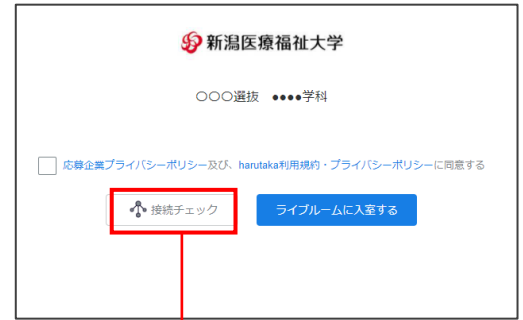 新潟医療福祉大学
〇〇〇選抜 ●●●●学科
応募企業プライバシーポリシー及び、harutaka利用規約・プライバシーポリシーに同意する
接続チェック
ライブルームに入室する